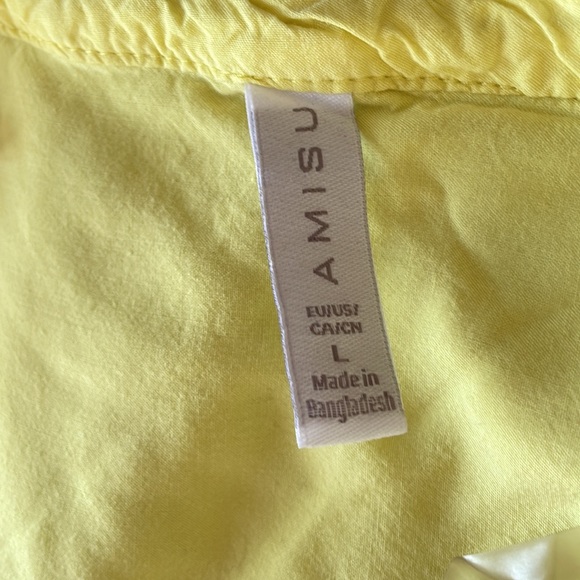 AMISU
EU/US/
CA/CN
L
Made in
Bangladesh